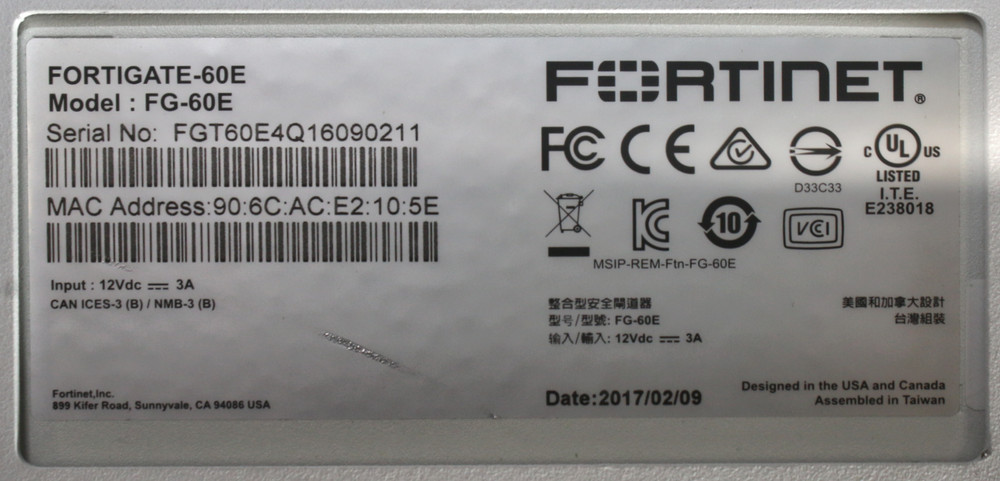 FORTIGATE-60E
Model : FG-60E
Serial No: FGT60E4Q16090211
MAC Address:90:6C:AC:E2:10:5E
Input : 12Vdc ⎓ 3A
CAN ICES-3 (B) / NMB-3 (B)
Fortinet,Inc.
899 Kifer Road, Sunnyvale, CA 94086 USA
FORTINET®
FC CE
D33C33
C UL US
LISTED
I.T.E.
E238018
KC
10
VCI
MSIP-REM-Ftn-FG-60E
整合型安全閘道器
型号/型號: FG-60E
输入/輸入: 12Vdc ⎓ 3A
美國和加拿大設計
台灣組裝
Date:2017/02/09
Designed in the USA and Canada
Assembled in Taiwan